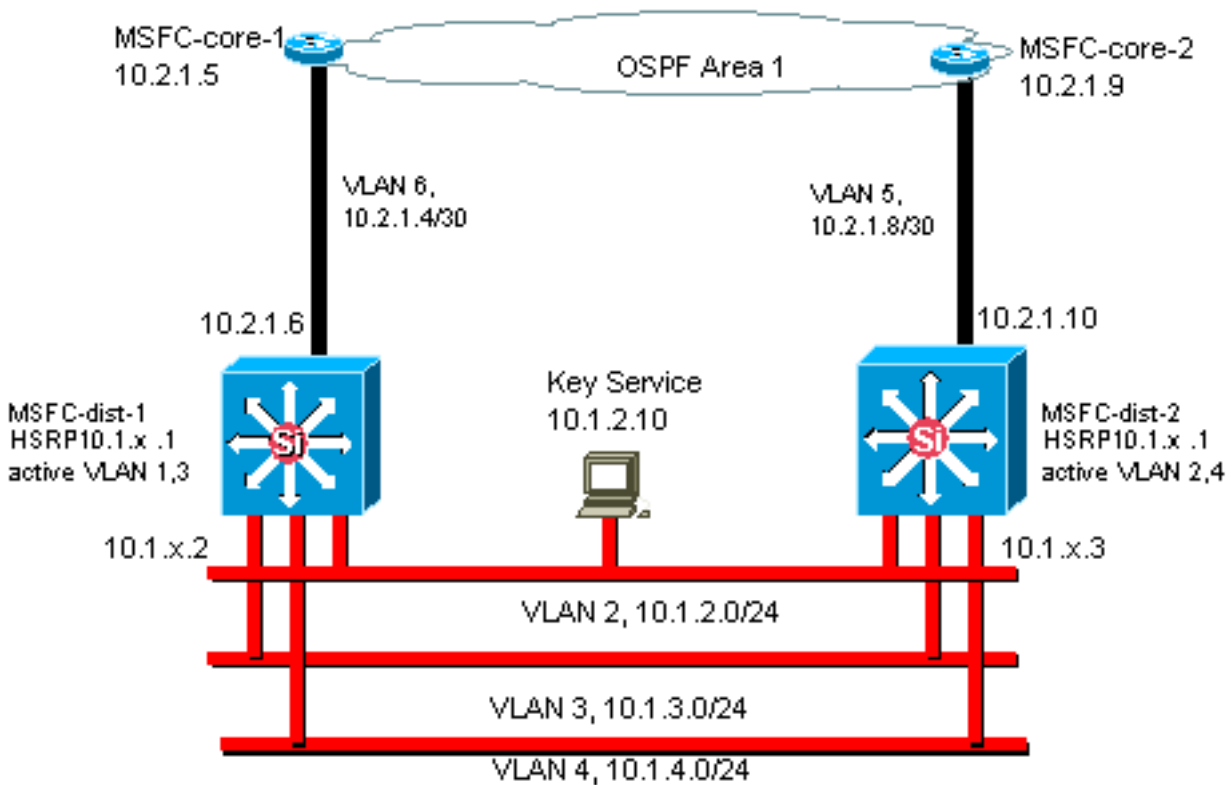 MSFC-core-1
10.2.1.5
OSPF Area 1
MSFC-core-2
10.2.1.9
VLAN 6,
10.2.1.4/30
VLAN 5,
10.2.1.8/30
10.2.1.6
10.2.1.10
MSFC-dist-1
HSRP10.1.x .1
active VLAN 1,3
Si
Key Service
10.1.2.10
Si
MSFC-dist-2
HSRP10.1.x .1
active VLAN 2,4
10.1.x.2
10.1.x.3
VLAN 2, 10.1.2.0/24
VLAN 3, 10.1.3.0/24
VLAN 4, 10.1.4.0/24